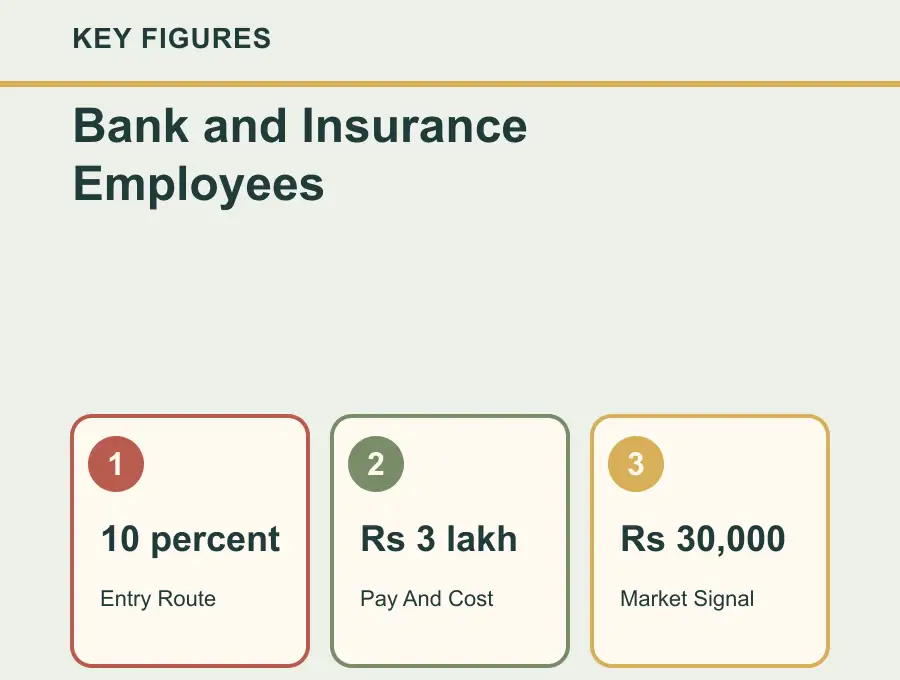 KEY FIGURES
Bank and Insurance
Employees
1
10 percent
Entry Route
2
Rs 3 lakh
Pay And Cost
3
Rs 30,000
Market Signal